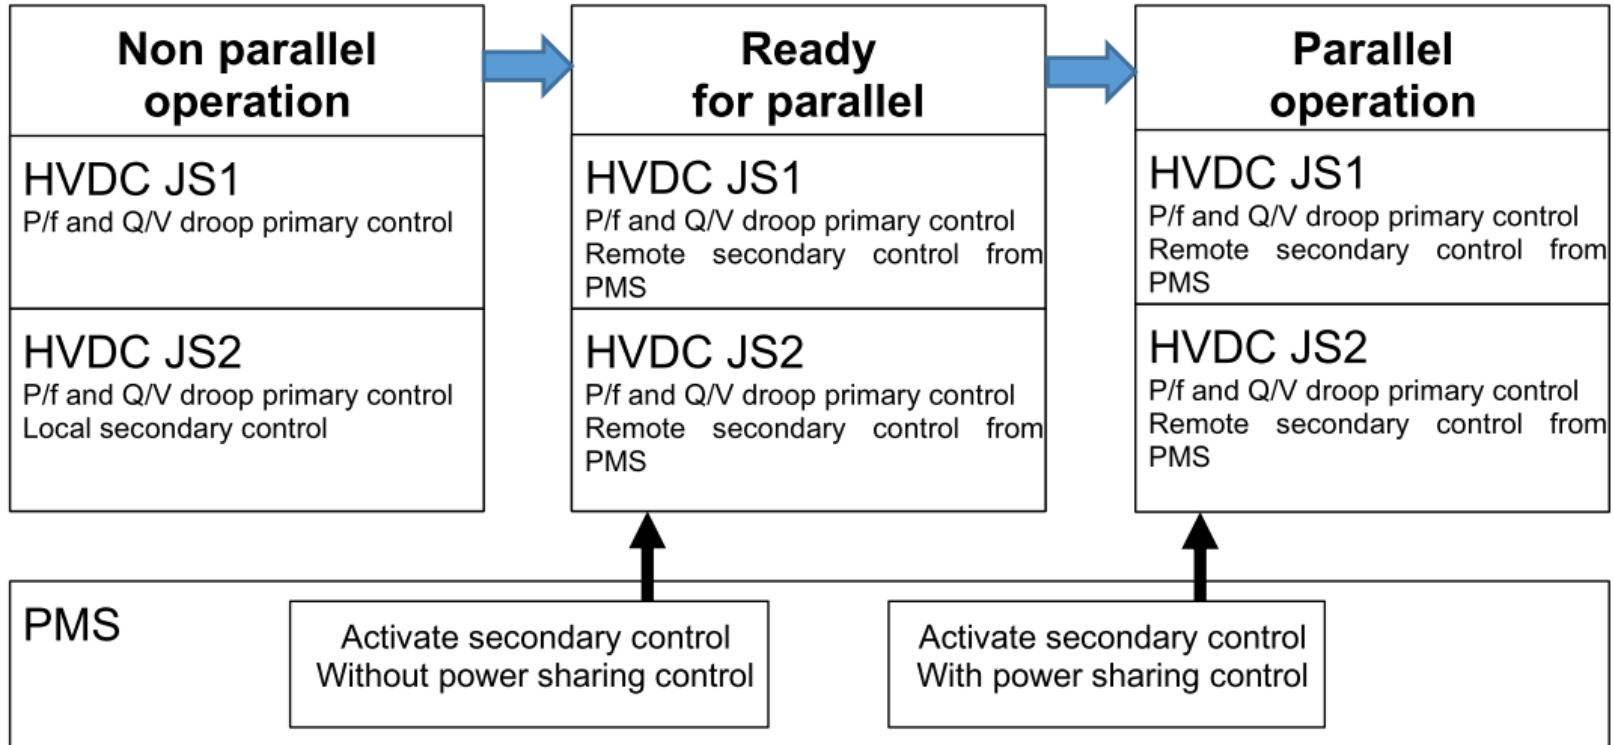 Non parallel
operation
Ready
for parallel
Parallel
operation
HVDC JS1
P/f and Q/V droop primary control
HVDC JS2
P/f and Q/V droop primary control
Local secondary control
HVDC JS1
P/f and Q/V droop primary control
Remote secondary control from
PMS
HVDC JS2
P/f and Q/V droop primary control
Remote secondary control from
PMS
HVDC JS1
P/f and Q/V droop primary control
Remote secondary control from
PMS
HVDC JS2
P/f and Q/V droop primary control
Remote secondary control from
PMS
PMS
Activate secondary control
Without power sharing control
Activate secondary control
With power sharing control